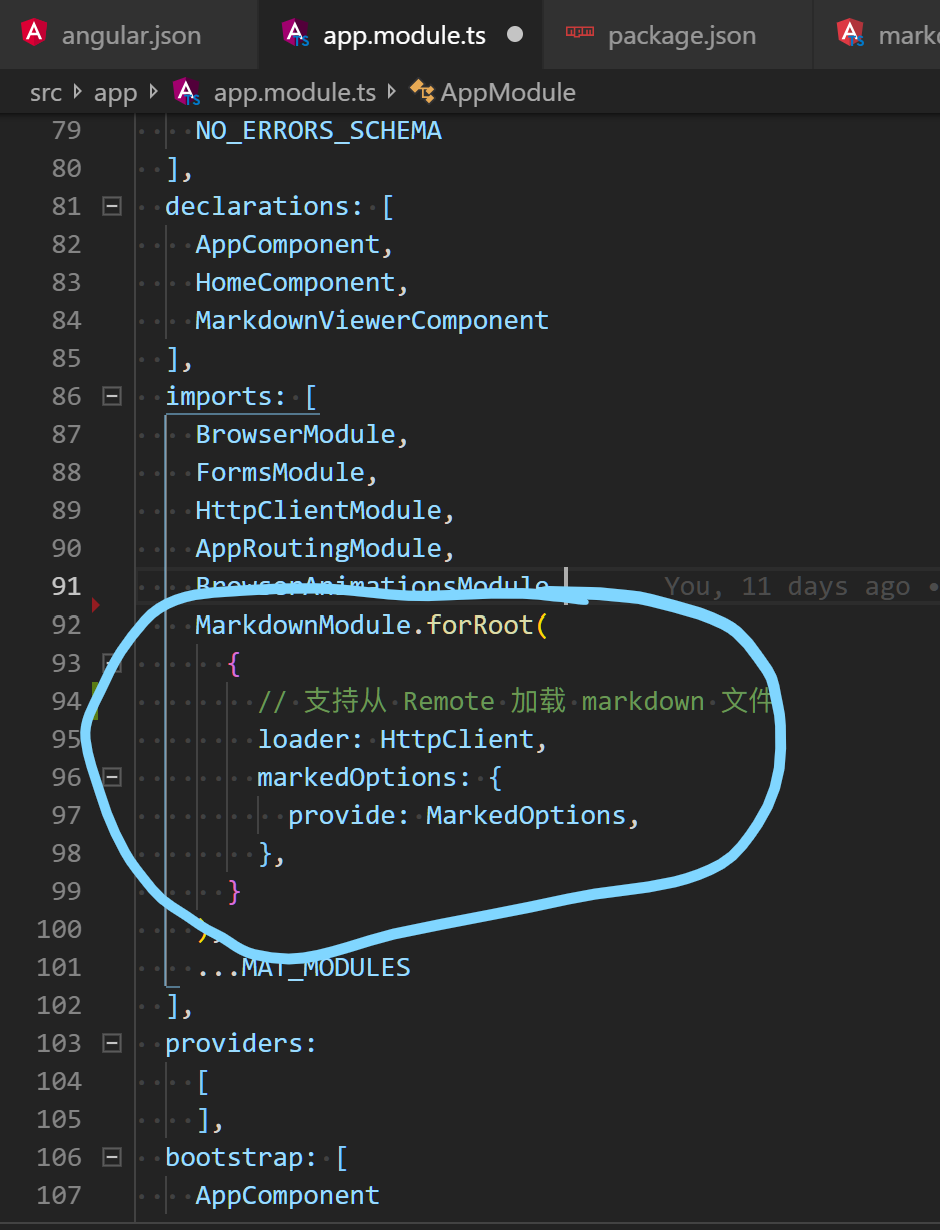 angular.json app.module.ts package.json
src app app.module.ts AppModule
79 NO_ERRORS_SCHEMA
80 ],
81 declarations: [
82 AppComponent,
83 HomeComponent,
84 MarkdownViewerComponent
85 ],
86 imports: [
87 BrowserModule,
88 FormsModule,
89 HttpClientModule,
90 AppRoutingModule,
91 BrowserAnimationsModule, You, 11 days ago •
92 MarkdownModule.forRoot(
93 {
94 // 支持从 Remote 加载 markdown 文件
95 loader: HttpClient,
96 markedOptions: {
97 provide: MarkedOptions,
98 },
99 }
100 ),
101 ...MAT_MODULES
102 ],
103 providers:
104 [
105 ],
106 bootstrap: [
107 AppComponent